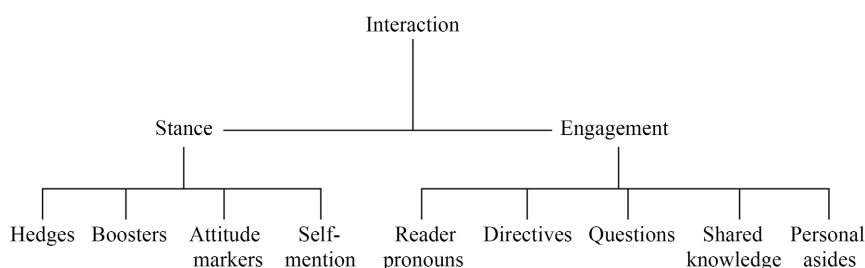 Interaction
Stance Engagement
Hedges Boosters Attitude markers Self-mention Reader pronouns Directives Questions Shared knowledge Personal asides